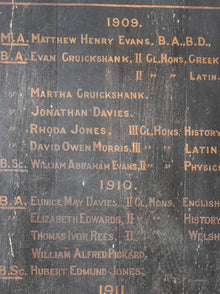 1909.
M.A. MATTHEW HENRY EVANS, B.A., B.D.,
B.A. EVAN CRUICKSHANK, II CL. HONS, GREEK
II " " LATIN
" MARTHA CRUICKSHANK.
" JONATHAN DAVIES.
" RHODA JONES. III CL. HONS. HISTORY
" DAVID OWEN MORRIS, III " " LATIN
B.SC. WILLIAM ABRAHAM EVANS, II " " PHYSIC
1910.
B.A. EUNICE MAY DAVIES, II CL. HONS, ENGLISH
" ELIZABETH EDWARDS, II " " HISTORY
" THOMAS IVOR REES, II " " WELSH
" WILLIAM ALFRED PICKARD,
B.SC. HUBERT EDMUND JONES,
1911